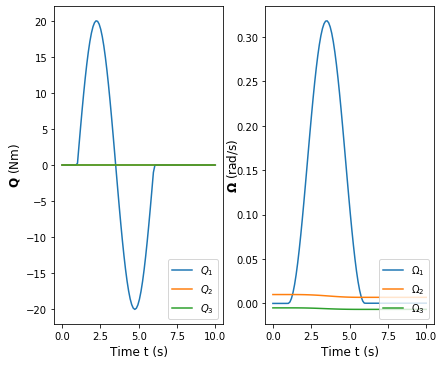 20
15
10
5
0
−5
−10
−15
−20
Q (Nm)
Q₁
Q₂
Q₃
0.0 2.5 5.0 7.5 10.0
Time t (s)
0.30
0.25
0.20
0.15
0.10
0.05
0.00
Ω (rad/s)
Ω₁
Ω₂
Ω₃
0.0 2.5 5.0 7.5 10.0
Time t (s)